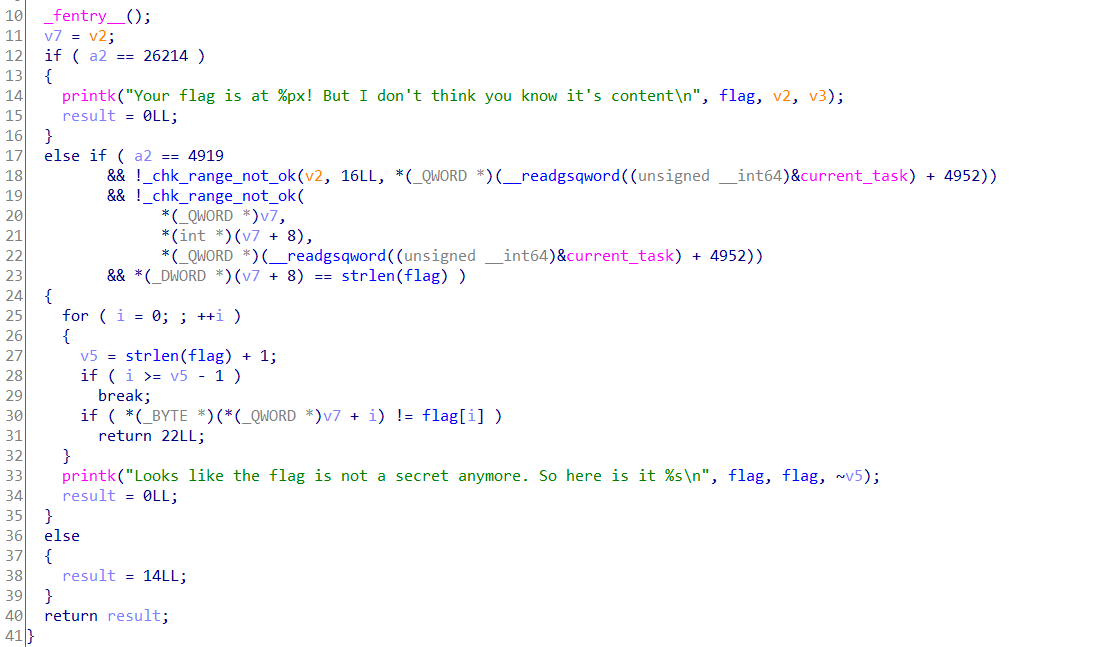 10 _fentry__();
11 v7 = v2;
12 if ( a2 == 26214 )
13 {
14 printk("Your flag is at %px! But I don't think you know it's content\n", flag, v2, v3);
15 result = 0LL;
16 }
17 else if ( a2 == 4919
18 && !_chk_range_not_ok(v2, 16LL, *(_QWORD *)(__readgsqword((unsigned __int64)&current_task) + 4952))
19 && !_chk_range_not_ok(
20 *(_QWORD *)v7,
21 *(int *)(v7 + 8),
22 *(_QWORD *)(__readgsqword((unsigned __int64)&current_task) + 4952))
23 && *(_DWORD *)(v7 + 8) == strlen(flag) )
24 {
25 for ( i = 0; ; ++i )
26 {
27 v5 = strlen(flag) + 1;
28 if ( i >= v5 - 1 )
29 break;
30 if ( *(_BYTE *)(*(_QWORD *)v7 + i) != flag[i] )
31 return 22LL;
32 }
33 printk("Looks like the flag is not a secret anymore. So here is it %s\n", flag, flag, ~v5);
34 result = 0LL;
35 }
36 else
37 {
38 result = 14LL;
39 }
40 return result;
41 }